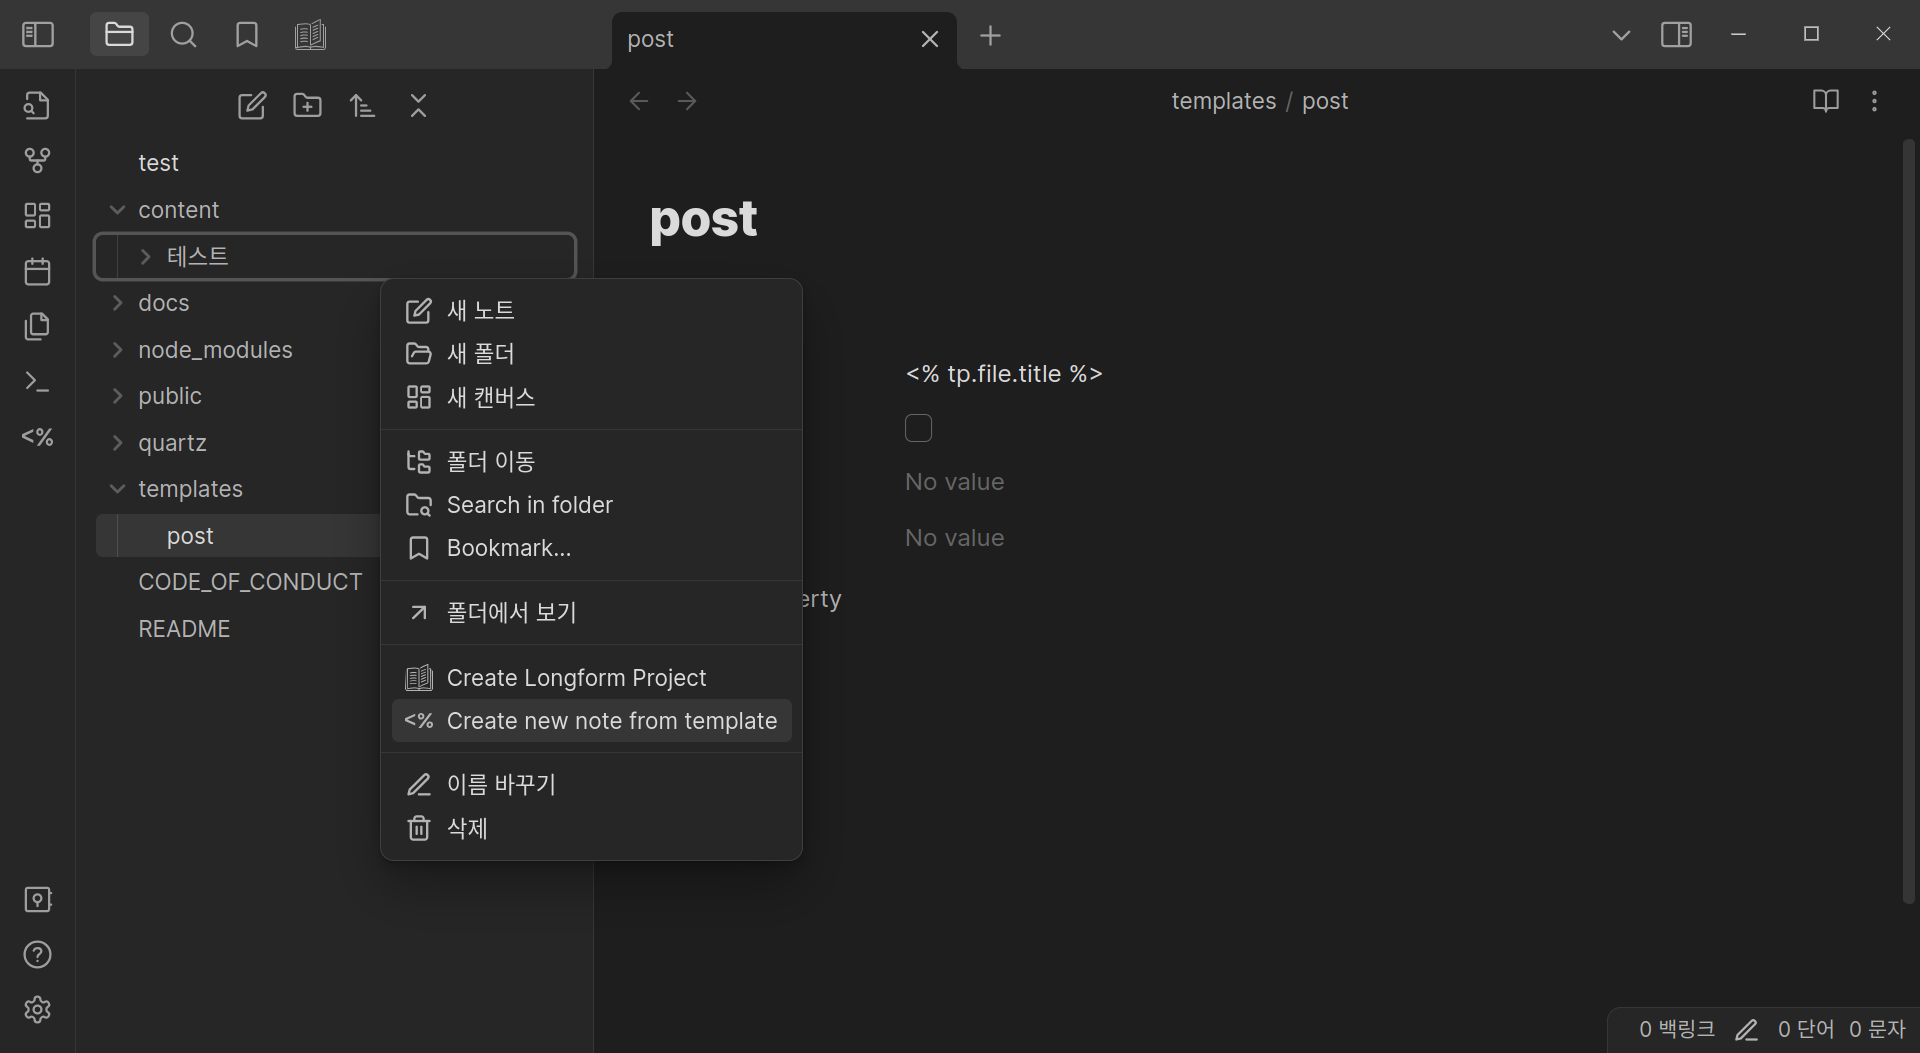 post
templates / post
test
content
테스트
docs
node_modules
public
quartz
templates
post
CODE_OF_CONDUCT
README
<%
새 노트
새 폴더
새 캔버스
폴더 이동
Search in folder
Bookmark...
폴더에서 보기
Create Longform Project
<% Create new note from template
이름 바꾸기
삭제
post
<% tp.file.title %>
No value
No value
erty
0 백링크 0 단어 0 문자